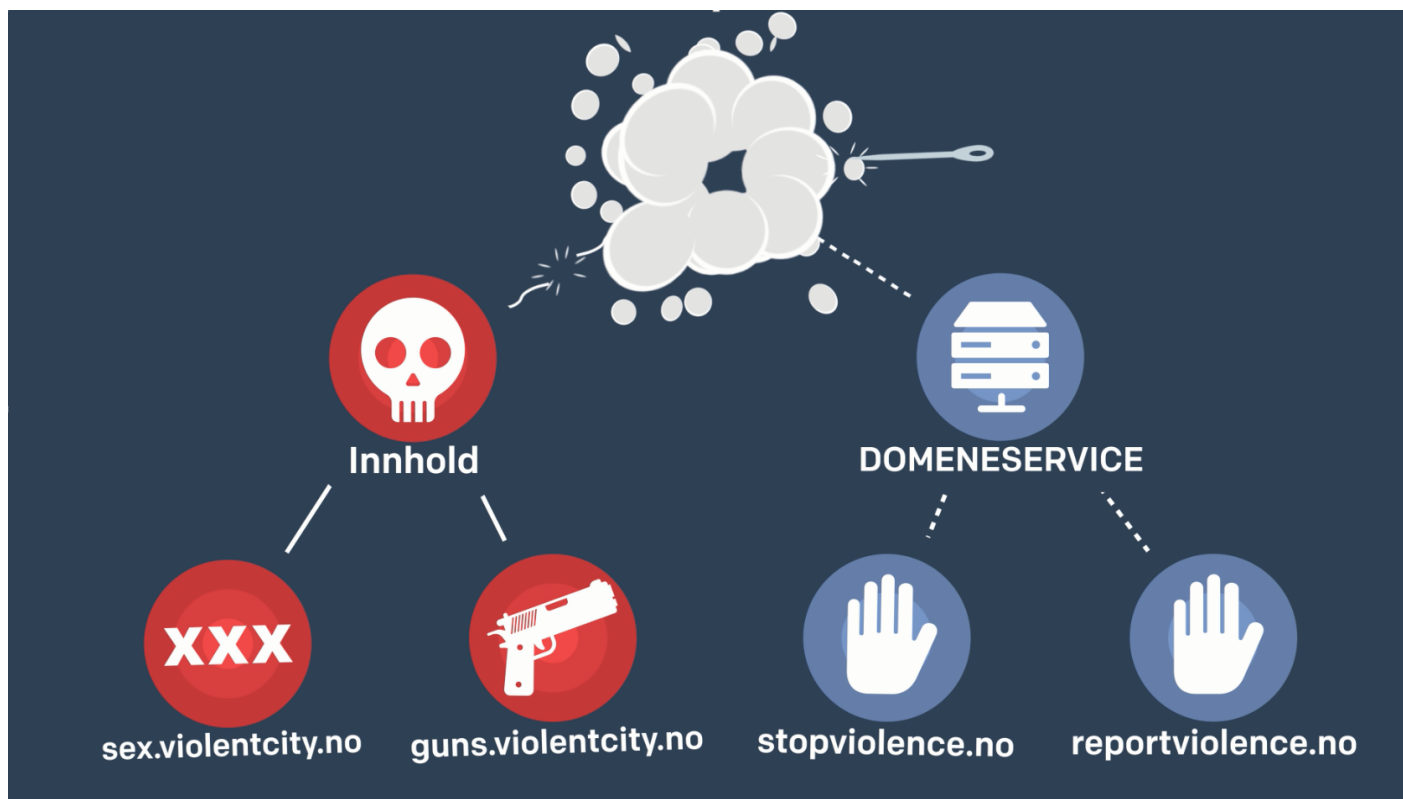 Innhold
DOMENESERVICE
xxx
sex.violentcity.no
guns.violentcity.no
stopviolence.no
reportviolence.no